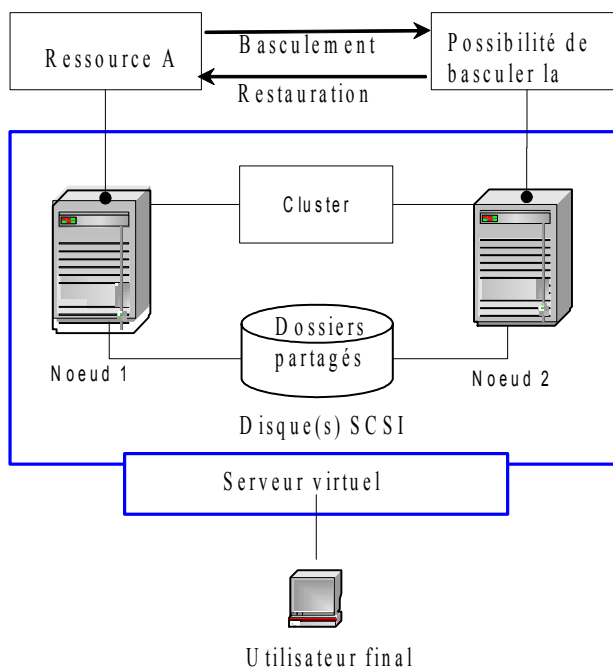 Ressource A
Basculement
Restauration
Possibilité de
basculer la
Cluster
Dossiers
partagés
Noeud 1
Noeud 2
Disque(s) SCSI
Serveur virtuel
Utilisateur final